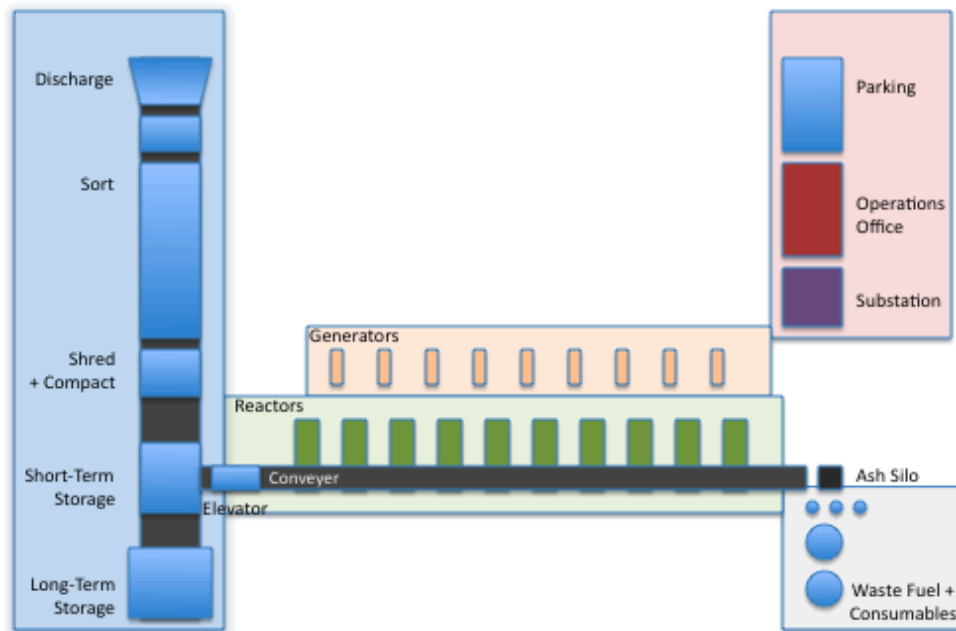 Discharge
Sort
Shred
+ Compact
Short-Term
Storage
Long-Term
Storage
Generators
Reactors
Conveyer
Elevator
Parking
Operations
Office
Substation
Ash Silo
Waste Fuel +
Consumables